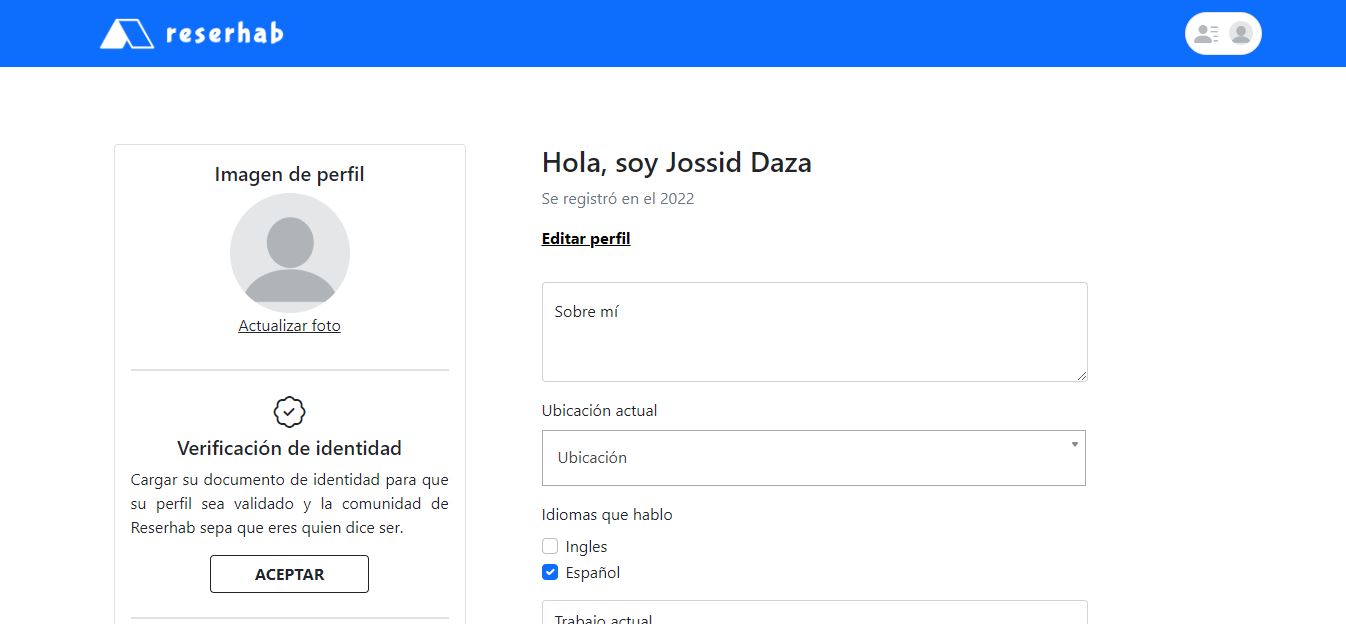 reserhab
Imagen de perfil
Actualizar foto
Verificación de identidad
Cargar su documento de identidad para que
su perfil sea validado y la comunidad de
Reserhab sepa que eres quien dice ser.
ACEPTAR
Hola, soy Jossid Daza
Se registró en el 2022
Editar perfil
Sobre mí
Ubicación actual
Ubicación
Idiomas que hablo
Ingles
Español
Trabajo actual